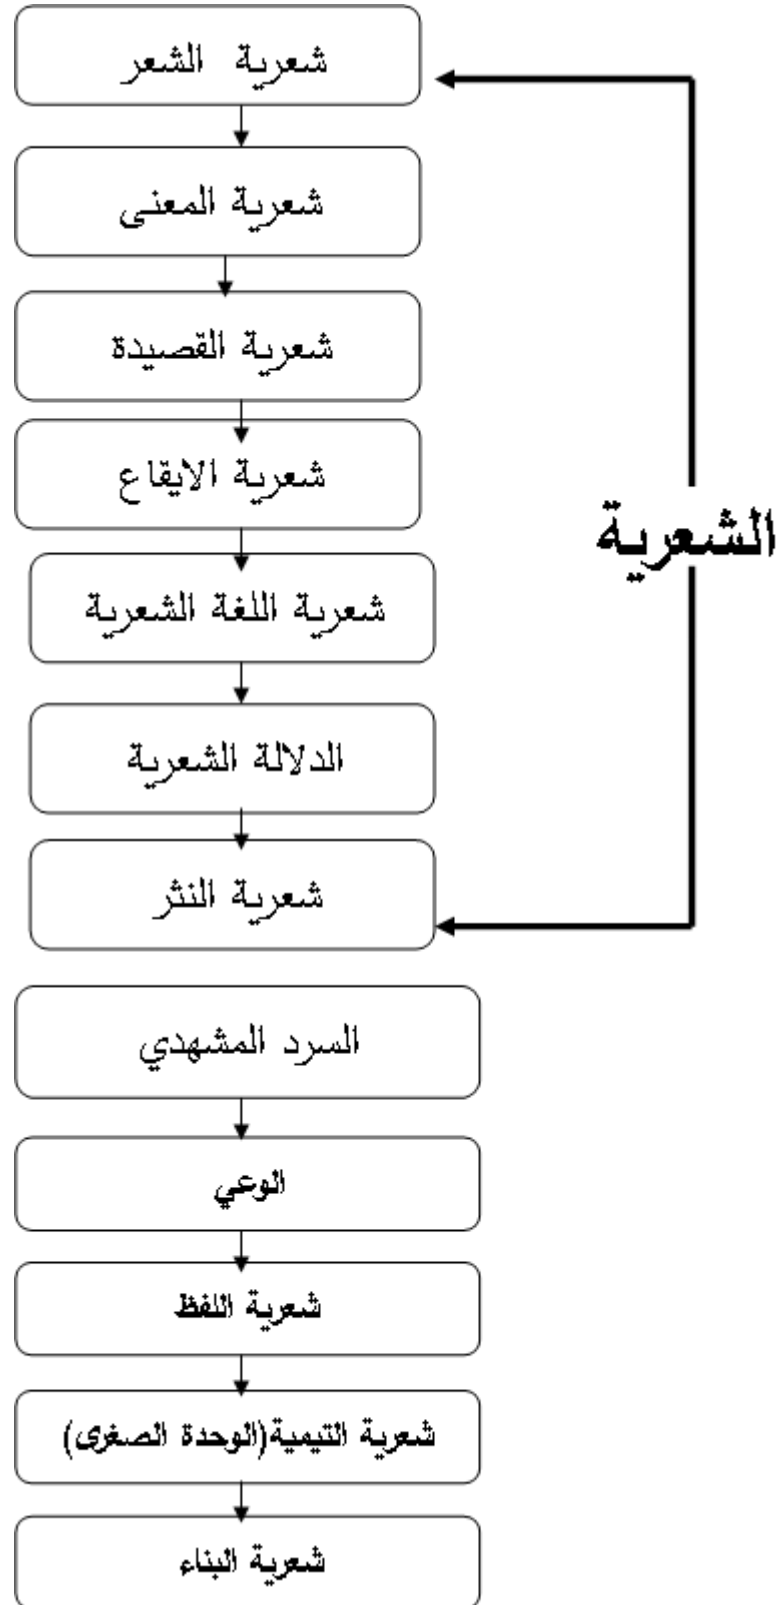 شعرية الشعر
شعرية المعنى
شعرية القصيدة
شعرية الايقاع
الشعرية
شعرية اللغة الشعرية
الدلالة الشعرية
شعرية النثر
السرد المشهدي
الوعي
شعرية اللفظ
شعرية التيمية(الوحدة الصغرى)
شعرية البناء